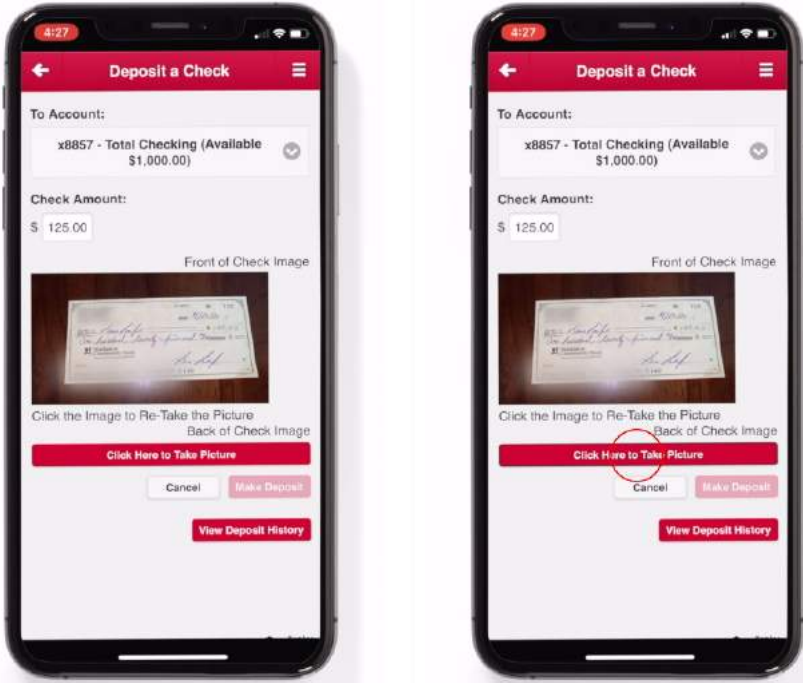 4:27
Deposit a Check
To Account:
x8857 - Total Checking (Available
$1,000.00)
Check Amount:
$ 125.00
Front of Check Image
Click the Image to Re-Take the Picture
Back of Check Image
Click Here to Take Picture
Cancel
Make Deposit
View Deposit History
4:27
Deposit a Check
To Account:
x8857 - Total Checking (Available
$1,000.00)
Check Amount:
$ 125.00
Front of Check Image
Click the Image to Re-Take the Picture
Back of Check Image
Click Here to Take Picture
Cancel
Make Deposit
View Deposit History